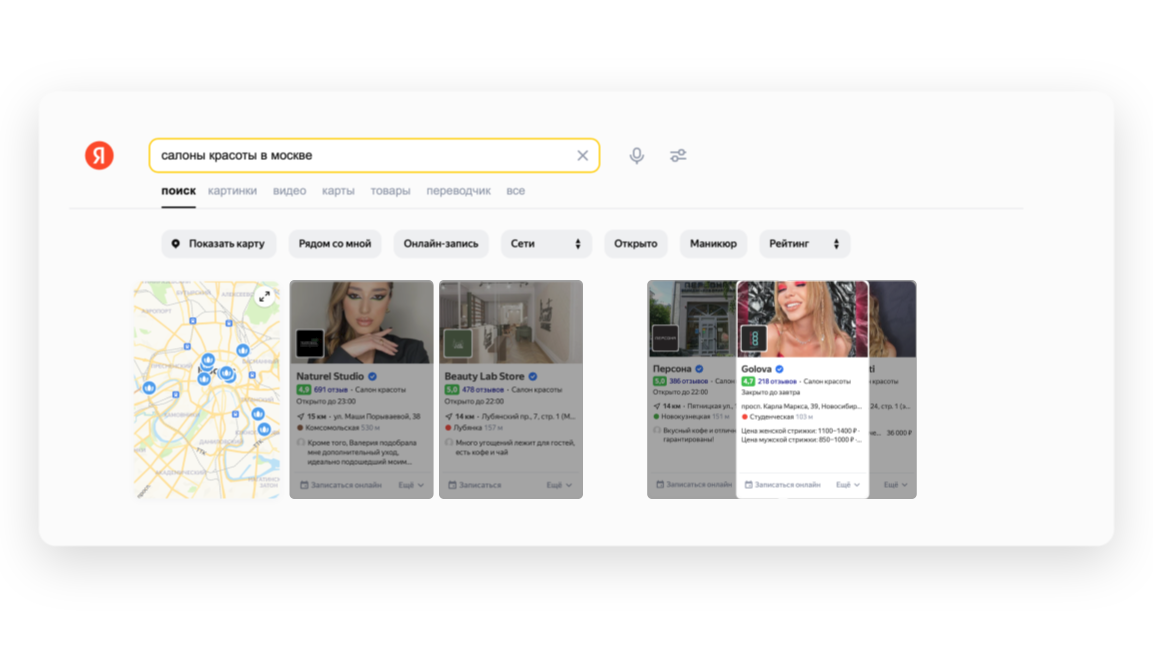 Я
салоны красоты в москве
поиск картинки видео карты товары переводчик все
Показать карту Рядом со мной Онлайн-запись Сети Открыто Маникюр Рейтинг
Naturel Studio
4,9 691 отзыв · Салон красоты
Открыто до 23:00
15 км · ул. Маши Порываевой, 38
Комсомольская 530 м
Кроме того, Валерия подобрала
мне дополнительный уход,
идеально подошедший моим...
Записаться онлайн Ещё
Beauty Lab Store
5,0 478 отзывов · Салон красоты
Открыто до 22:00
14 км · Лубянский пр., 7, стр. 1 (М...
Лубянка 157 м
Много угощений лежит для гостей,
есть кофе и чай
Записаться Ещё
Персона
5,0 386 отзывов · Салон
Открыто до 22:00
14 км · Пятницкая ул.,
Новокузнецкая 151 м
Вкусный кофе и отличн
гарантированы!
Записаться онлайн
Golova
4,7 218 отзывов · Салон красоты
Закрыто до завтра
просп. Карла Маркса, 39, Новосибир...
Студенческая 103 м
Цена женской стрижки: 1100–1400 ₽ ·
Цена мужской стрижки: 850–1000 ₽ ·...
Записаться онлайн Ещё
ti
красоты
24, стр. 1 (э...
36 000 ₽
Ещё